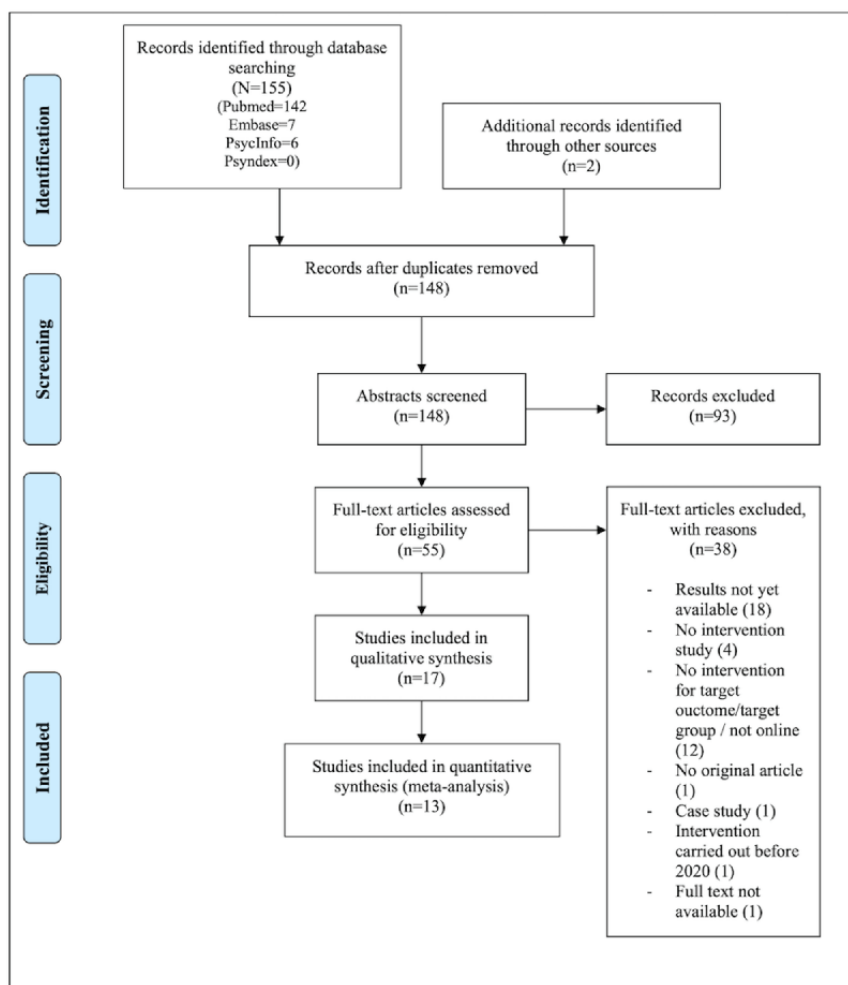 Identification
Records identified through database
searching
(N=155)
(Pubmed=142
Embase=7
PsycInfo=6
Psyndex=0)
Additional records identified
through other sources
(n=2)
Records after duplicates removed
(n=148)
Screening
Abstracts screened
(n=148)
Records excluded
(n=93)
Eligibility
Full-text articles assessed
for eligibility
(n=55)
Full-text articles excluded,
with reasons
(n=38)
- Results not yet
available (18)
- No intervention
study (4)
- No intervention
for target
ouctome/target
group / not online
(12)
- No original article
(1)
- Case study (1)
- Intervention
carried out before
2020 (1)
- Full text not
available (1)
Studies included in
qualitative synthesis
(n=17)
Included
Studies included in quantitative
synthesis (meta-analysis)
(n=13)